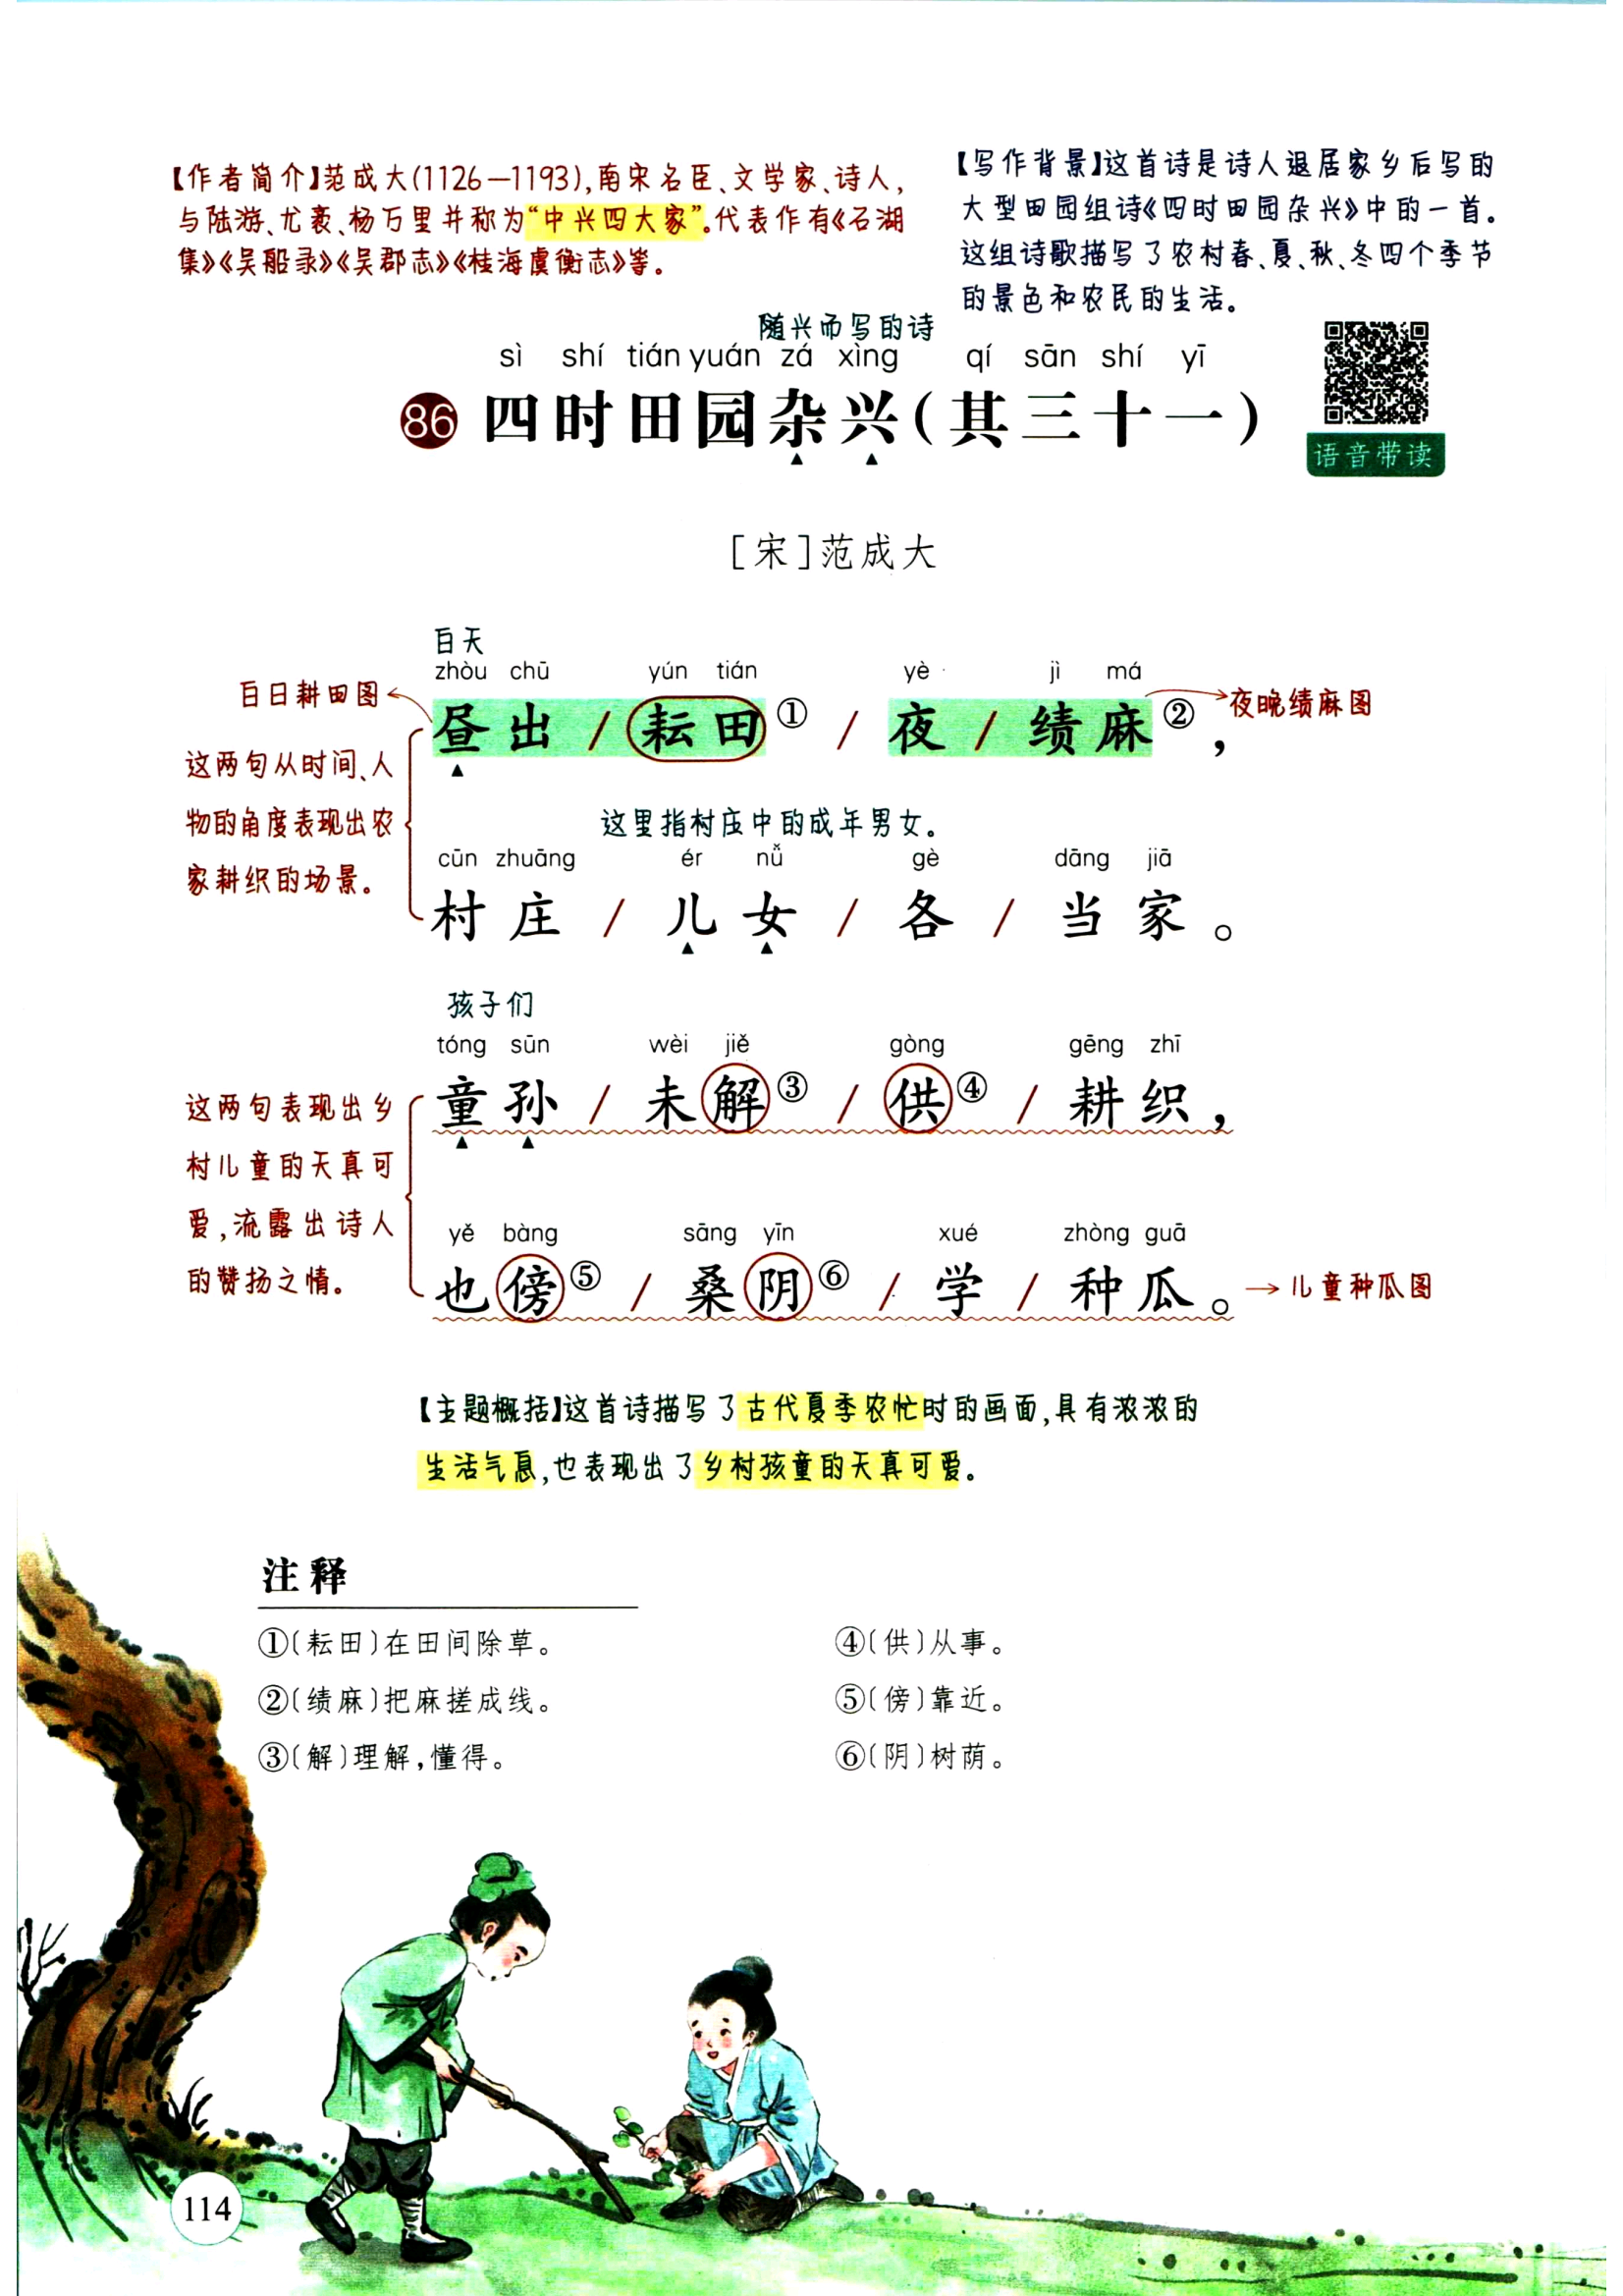 【作者简介】范成大(1126—1193),南宋名臣、文学家、诗人,
与陆游、尤袤、杨万里并称为“中兴四大家”。代表作有《石湖
集》《吴船录》《吴郡志》《桂海虞衡志》等。
【写作背景】这首诗是诗人退居家乡后写的
大型田园组诗《四时田园杂兴》中的一首。
这组诗歌描写了农村春、夏、秋、冬四个季节
的景色和农民的生活。
随兴而写的诗
sì shí tián yuán zá xìng qí sān shí yī
86 四时田园杂兴(其三十一)
语音带读
[宋]范成大
白天
zhòu chū yún tián yè jì má
昼出/耘田①/夜/绩麻②,
白日耕田图
夜晚绩麻图
这两句从时间、人
物的角度表现出农
家耕织的场景。
这里指村庄中的成年男女。
cūn zhuāng ér nǚ gè dāng jiā
村庄/儿女/各/当家。
孩子们
tóng sūn wèi jiě gòng gēng zhī
童孙/未解③/供④/耕织,
这两句表现出乡
村儿童的天真可
爱,流露出诗人
的赞扬之情。
yě bàng sāng yīn xué zhòng guā
也傍⑤/桑阴⑥/学/种瓜。
儿童种瓜图
【主题概括】这首诗描写了古代夏季农忙时的画面,具有浓浓的
生活气息,也表现出了乡村孩童的天真可爱。
注释
①〔耘田〕在田间除草。
②〔绩麻〕把麻搓成线。
③〔解〕理解,懂得。
④〔供〕从事。
⑤〔傍〕靠近。
⑥〔阴〕树荫。
114